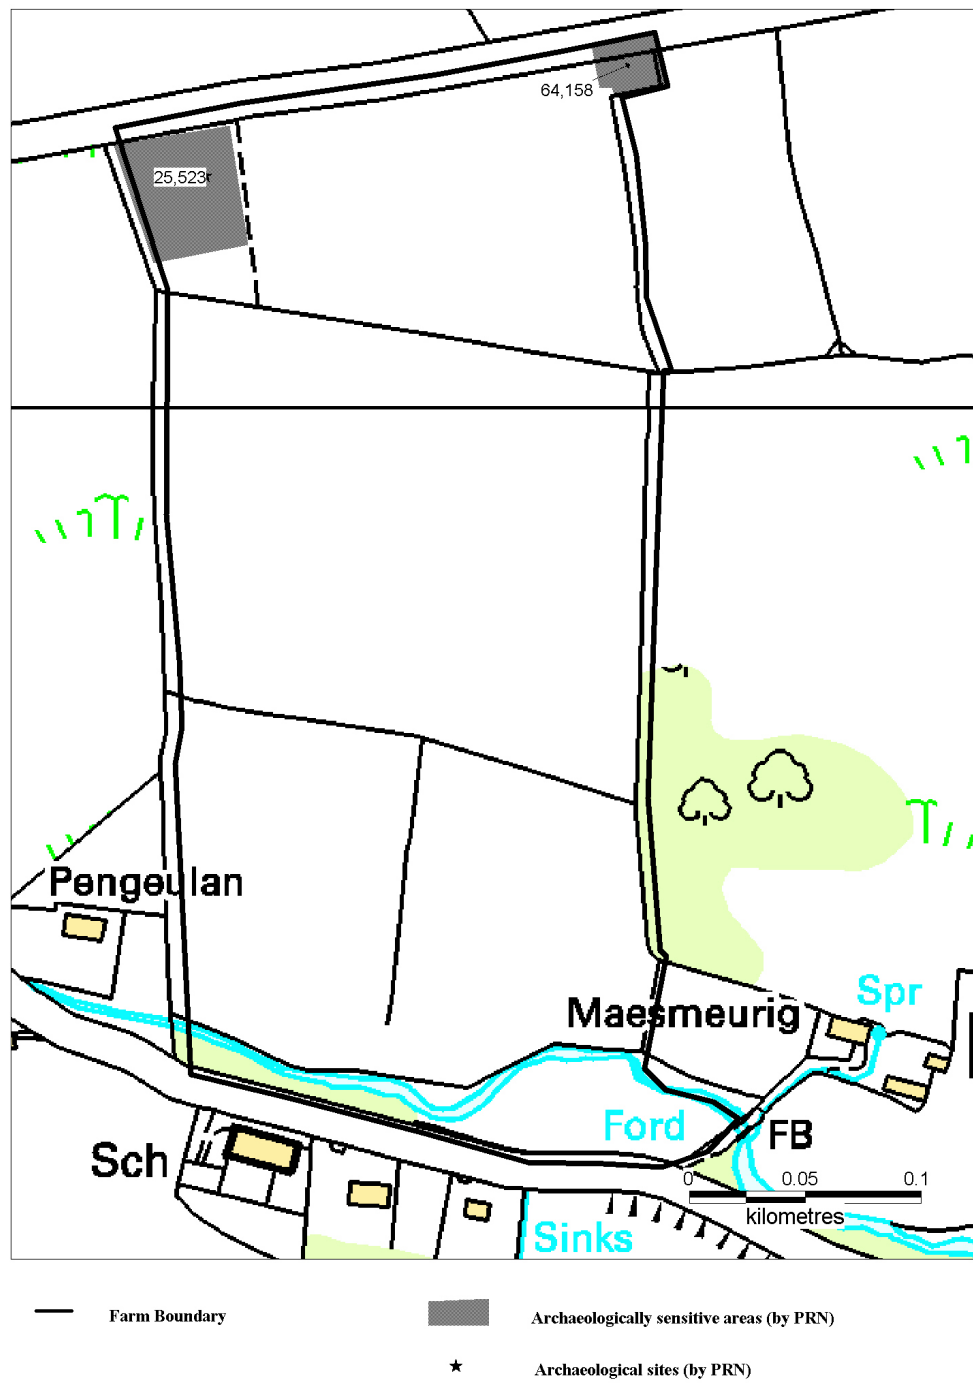 64,158
25,523
Pengeulan
Spr
Maesmeurig
Ford
FB
Sch
0 0.05 0.1
kilometres
Sinks
Farm Boundary
Archaeologically sensitive areas (by PRN)
Archaeological sites (by PRN)